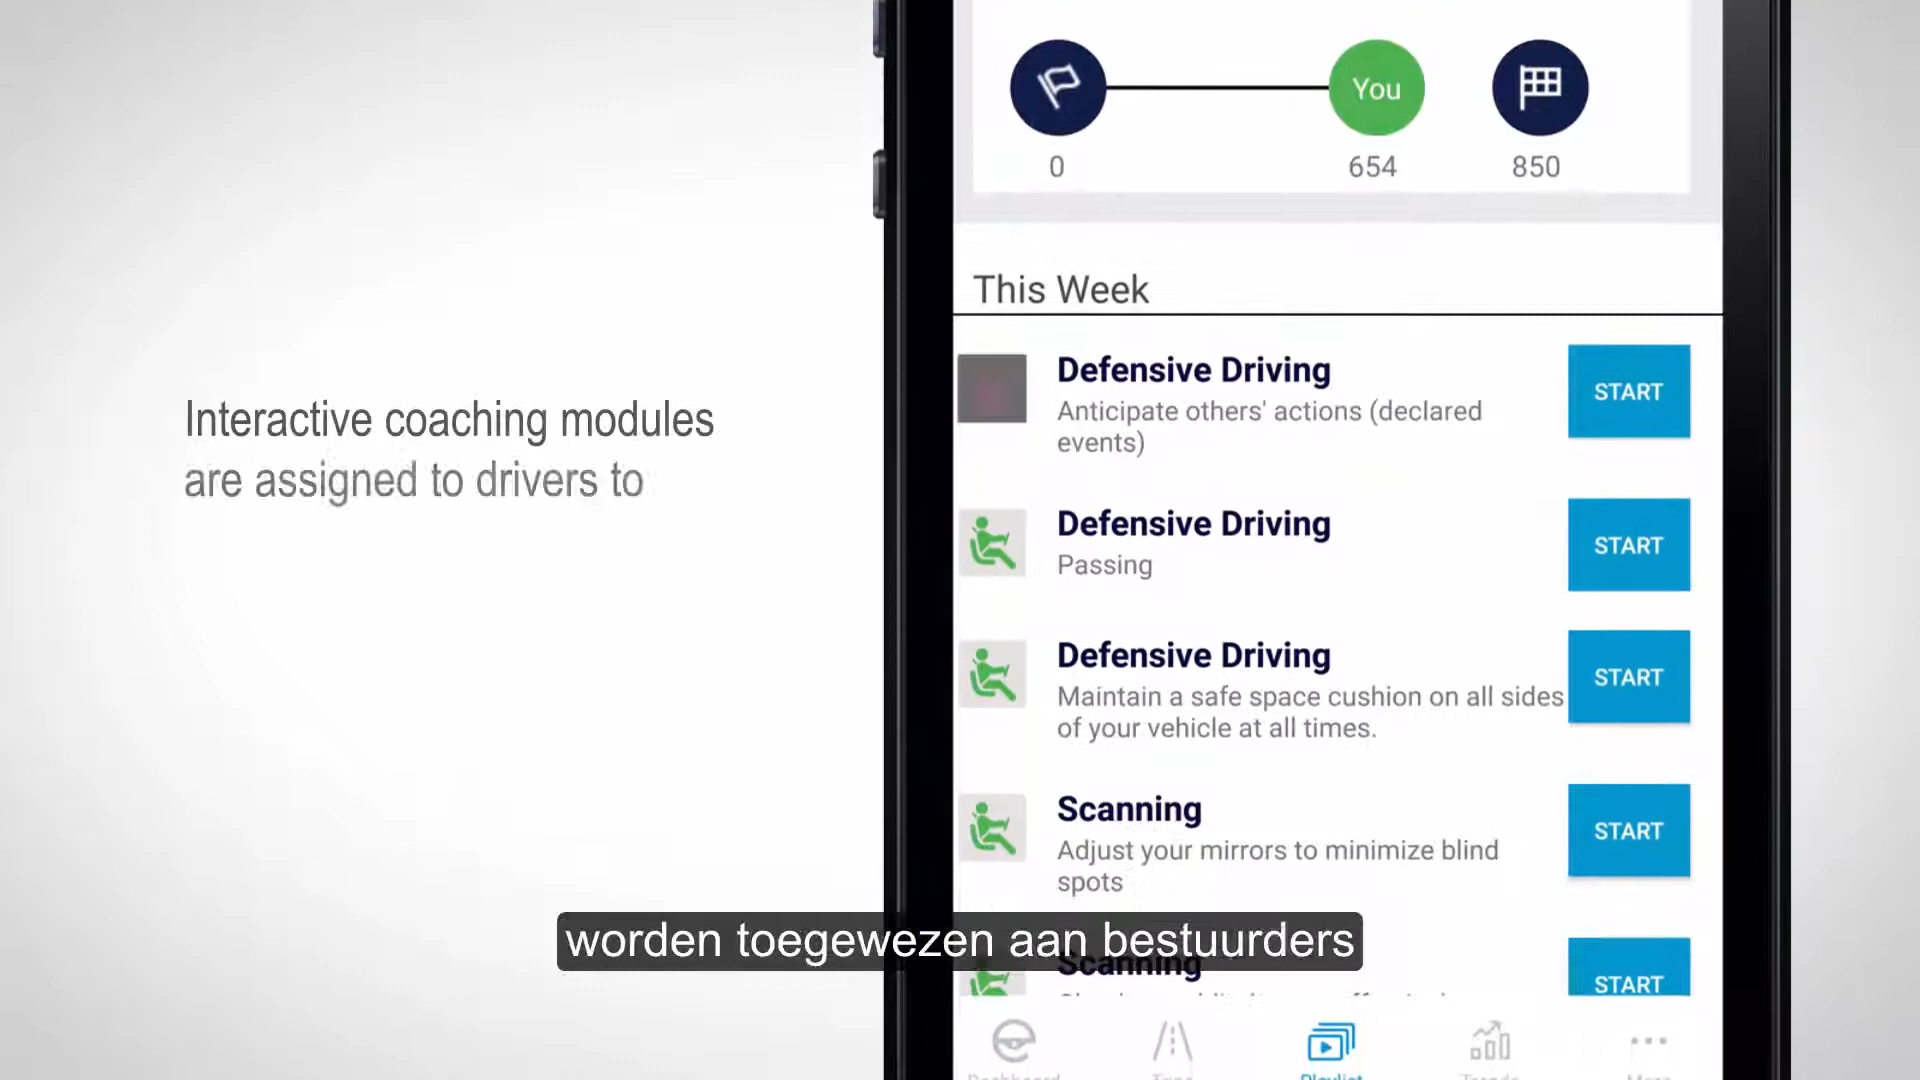 You
0
654
850
This Week
Defensive Driving
Anticipate others' actions (declared
events)
START
Interactive coaching modules
are assigned to drivers to
Defensive Driving
Passing
START
Defensive Driving
Maintain a safe space cushion on all sides
of your vehicle at all times.
START
Scanning
Adjust your mirrors to minimize blind
spots
START
worden toegewezen aan bestuurders
Scanning
START
Playlist